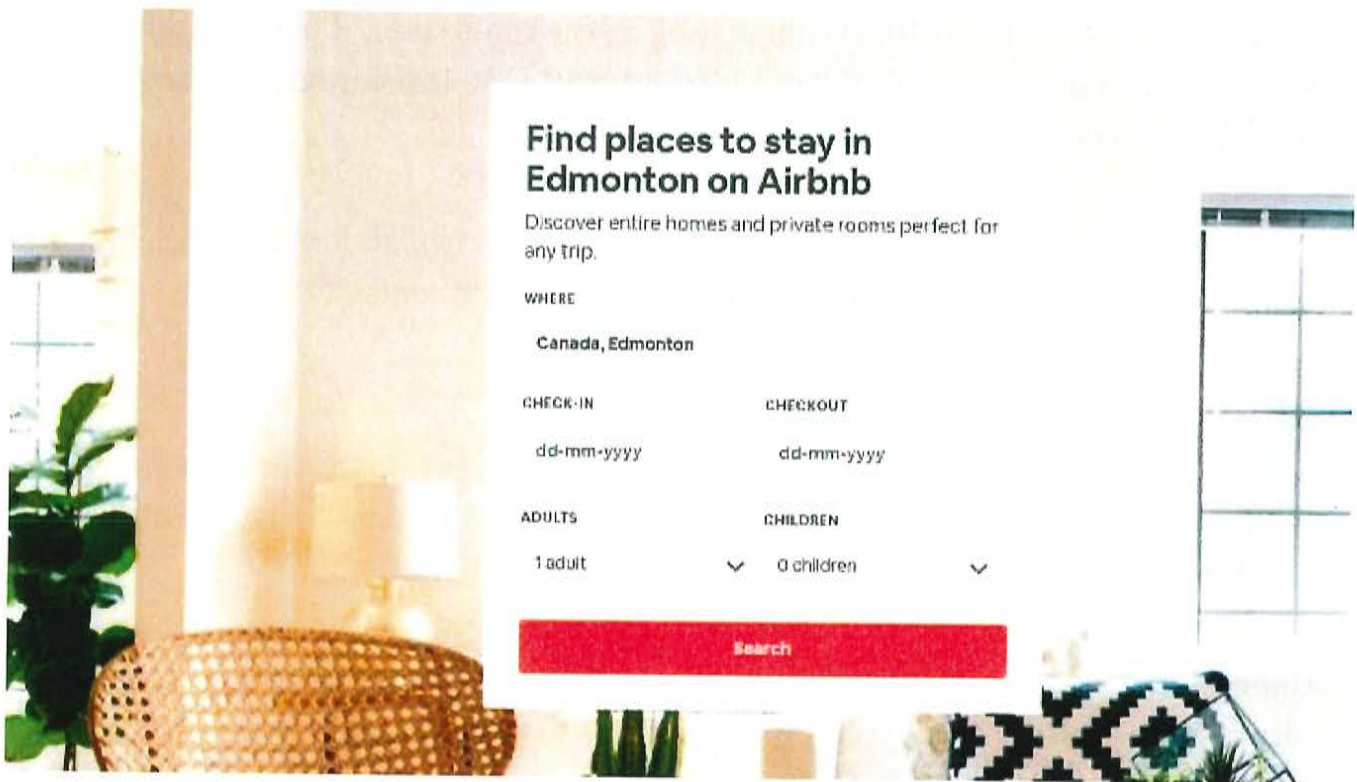 Find places to stay in
Edmonton on Airbnb
Discover entire homes and private rooms perfect for
any trip.
WHERE
Canada, Edmonton
CHECK-IN
CHECKOUT
dd-mm-yyyy
dd-mm-yyyy
ADULTS
CHILDREN
1 adult
0 children
Search